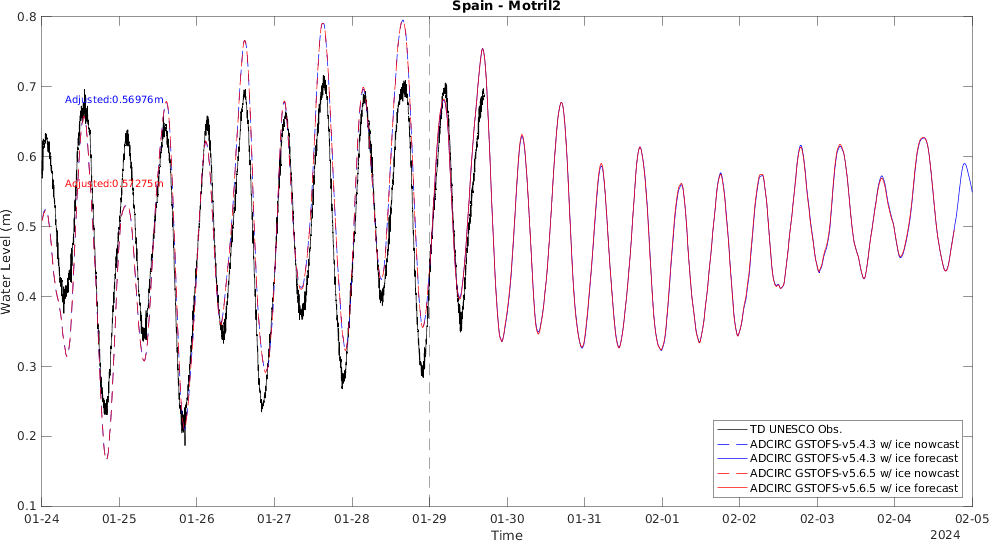 Spain - Motril2
0.8
0.7
0.6
0.5
0.4
0.3
0.2
0.1
Water Level (m)
Adjusted:0.56976m
Adjusted:0.57275m
TD UNESCO Obs.
ADCIRC GSTOFS-v5.4.3 w/ ice nowcast
ADCIRC GSTOFS-v5.4.3 w/ ice forecast
ADCIRC GSTOFS-v5.6.5 w/ ice nowcast
ADCIRC GSTOFS-v5.6.5 w/ ice forecast
01-24 01-25 01-26 01-27 01-28 01-29 01-30 01-31 02-01 02-02 02-03 02-04 02-05
Time
2024